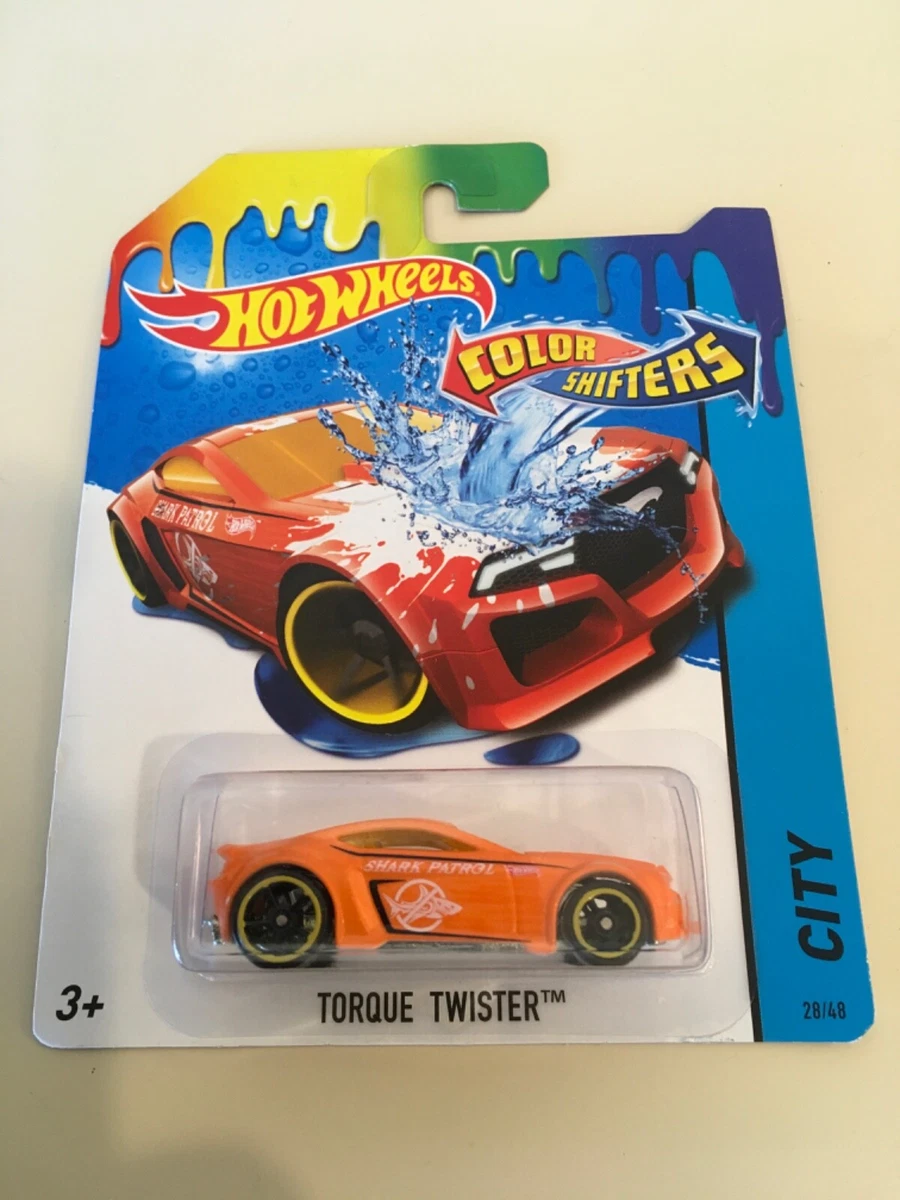 HOT WHEELS
COLOR
SHIFTERS
SHARK PATROL
SHARK PATROL
CITY
3+
TORQUE TWISTER™
28/48